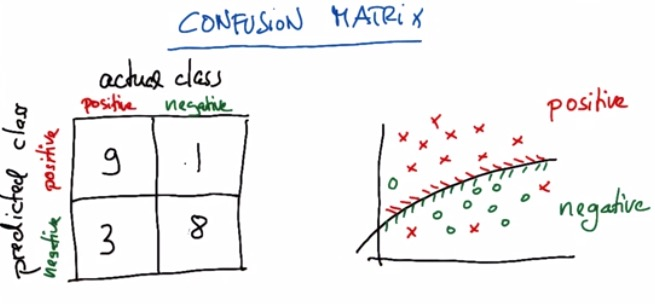 CONFUSION MATRIX
actual class
positive negative
predicted class
positive
negative
9 1
3 8
positive
negative